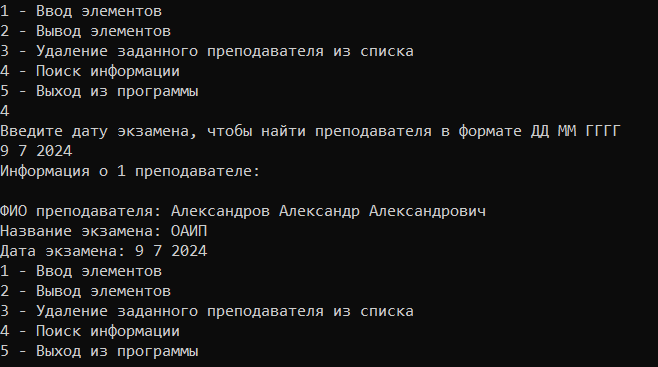 1 - Ввод элементов
2 - Вывод элементов
3 - Удаление заданного преподавателя из списка
4 - Поиск информации
5 - Выход из программы
4
Введите дату экзамена, чтобы найти преподавателя в формате ДД ММ ГГГГ
9 7 2024
Информация о 1 преподавателе:
ФИО преподавателя: Александров Александр Александрович
Название экзамена: ОАИП
Дата экзамена: 9 7 2024
1 - Ввод элементов
2 - Вывод элементов
3 - Удаление заданного преподавателя из списка
4 - Поиск информации
5 - Выход из программы